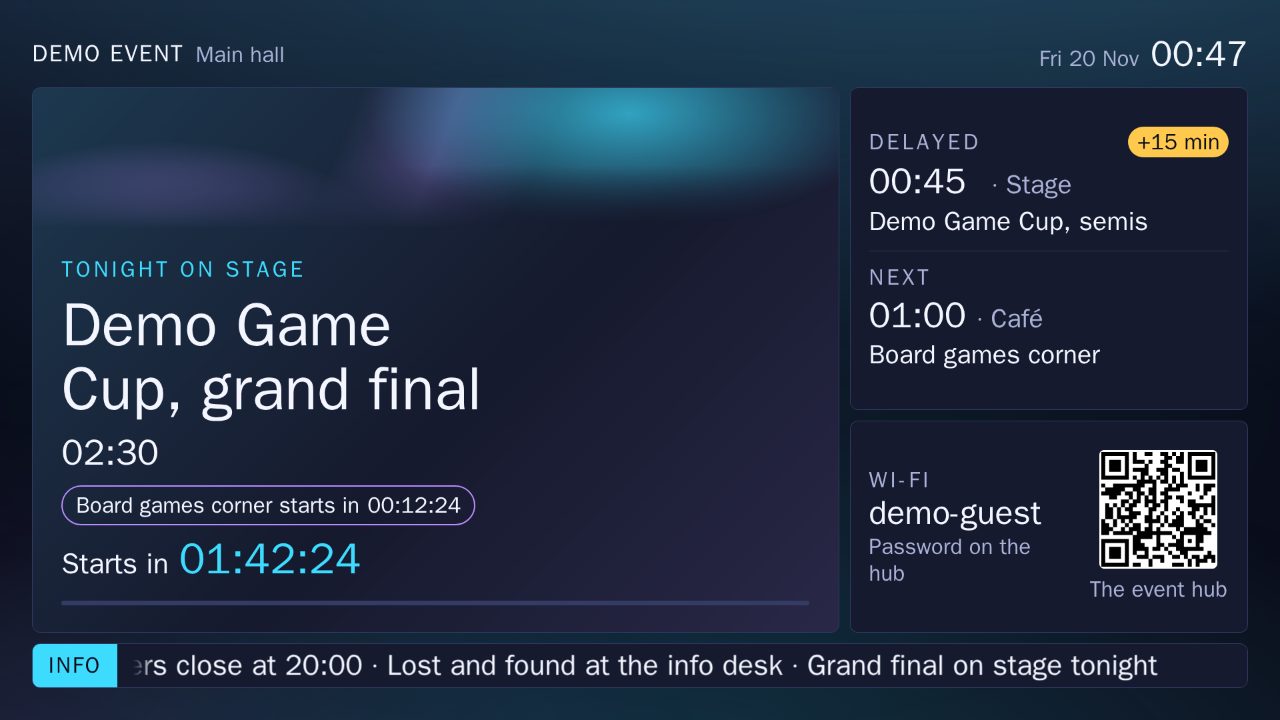 DEMO EVENT Main hall
Fri 20 Nov 00:47
TONIGHT ON STAGE
Demo Game
Cup, grand final
02:30
Board games corner starts in 00:12:24
Starts in 01:42:24
DELAYED +15 min
00:45 · Stage
Demo Game Cup, semis
NEXT
01:00 · Café
Board games corner
WI-FI
demo-guest
Password on the
hub
The event hub
INFO close at 20:00 · Lost and found at the info desk · Grand final on stage tonight